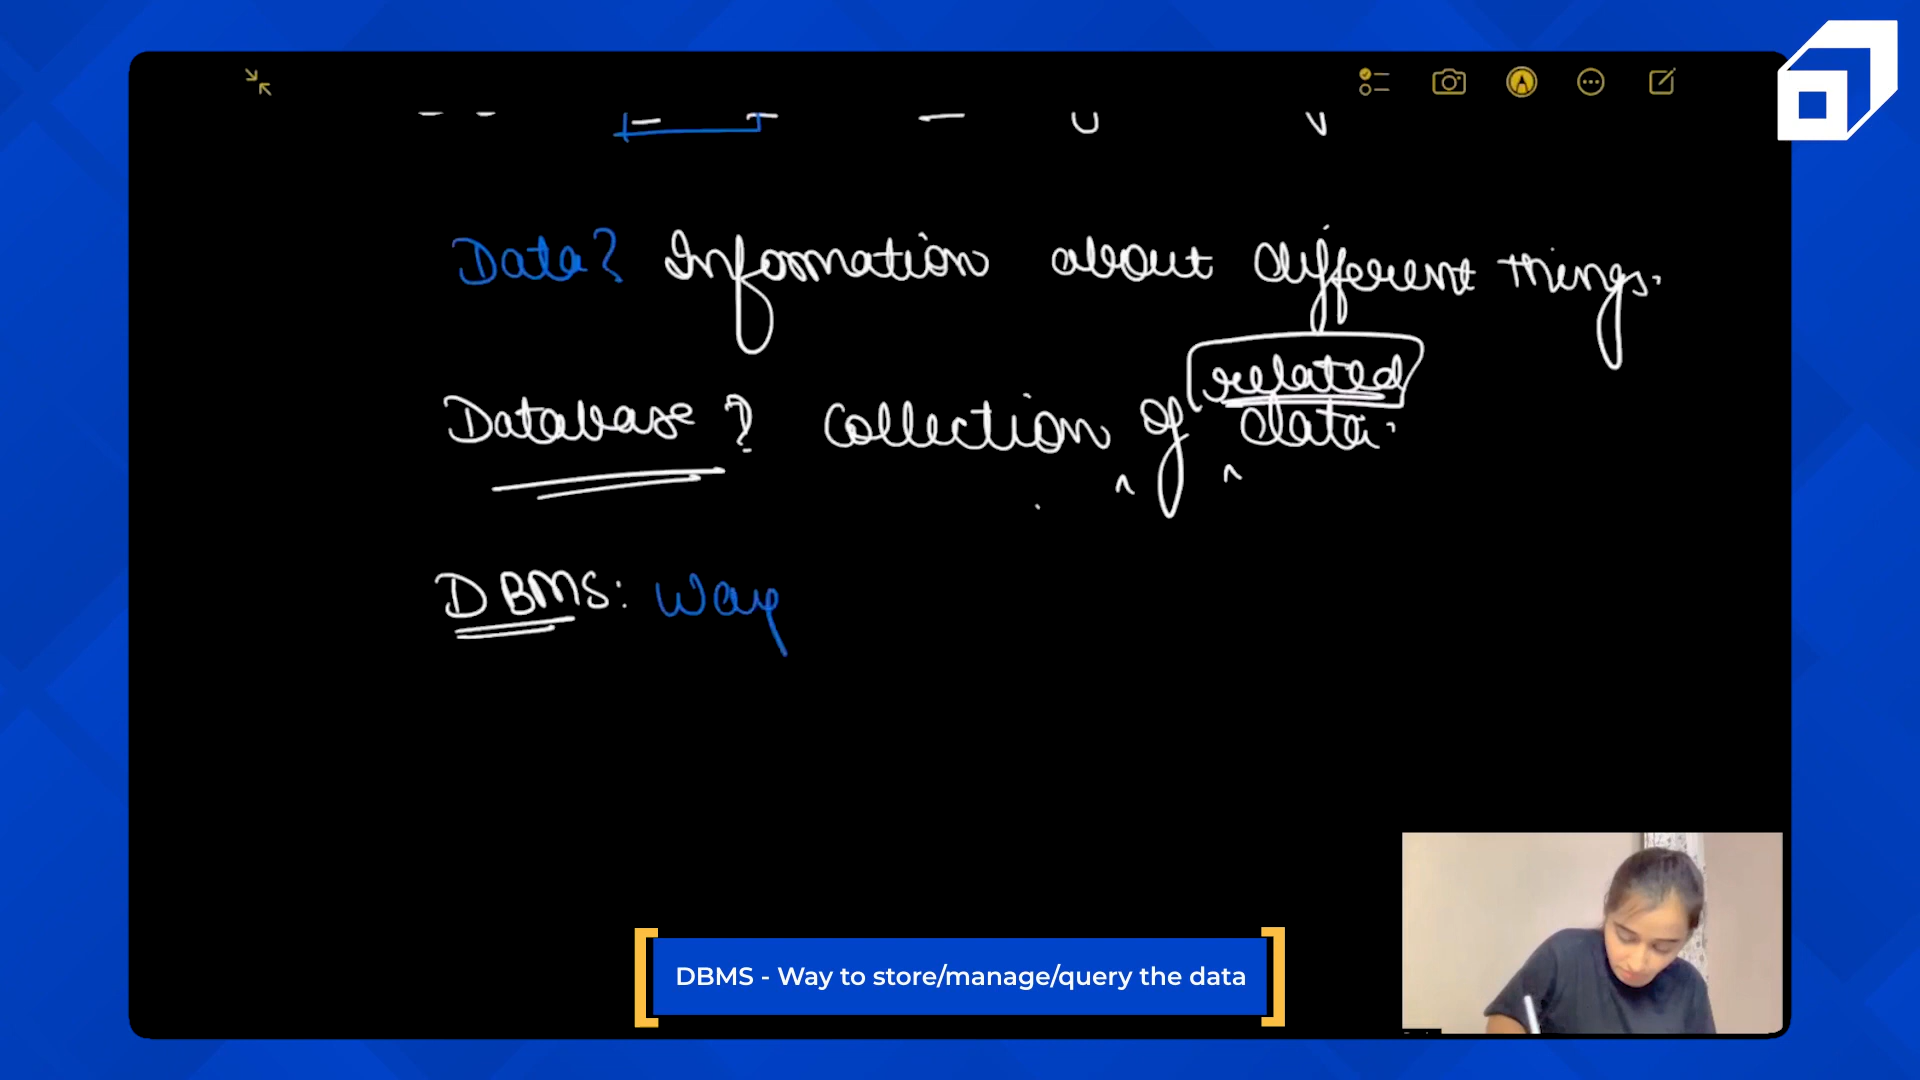 Data? Information about different things.
related
Database? Collection of data.
DBMS: Way
DBMS - Way to store/manage/query the data